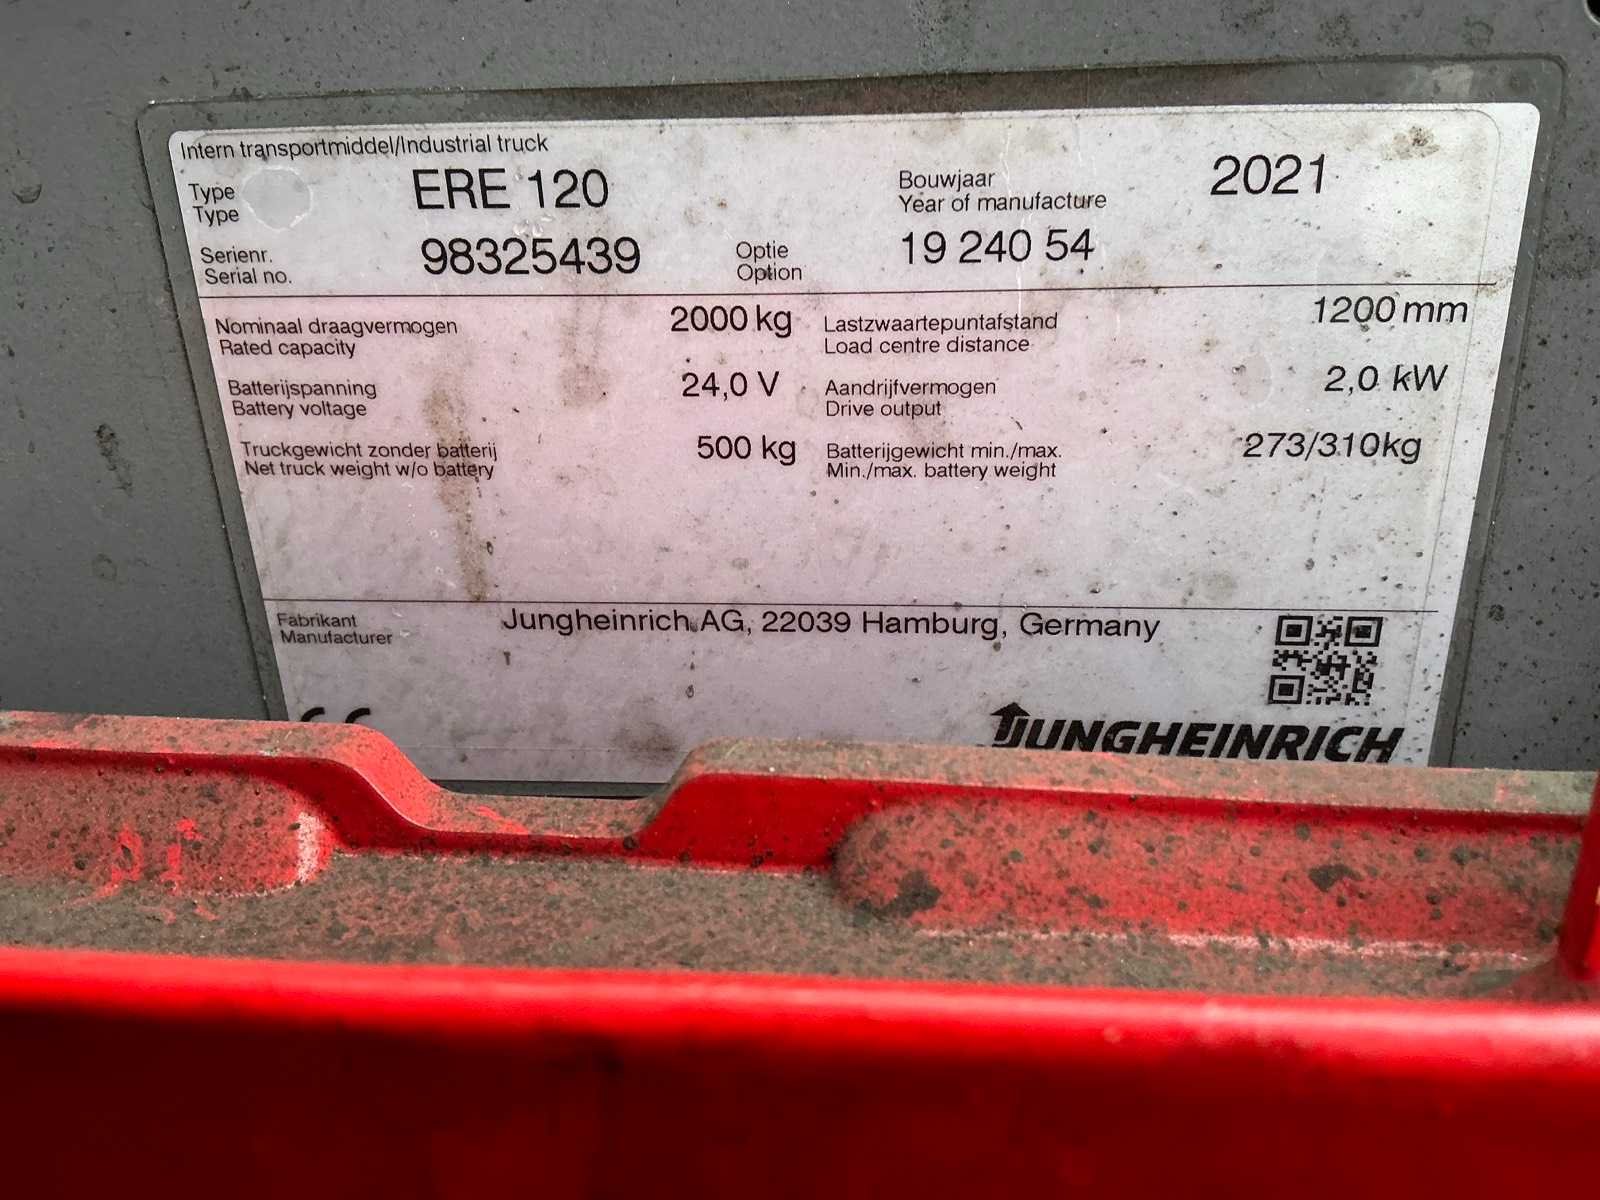 Intern transportmiddel/Industrial truck
Type ERE 120 Bouwjaar 2021
Type Year of manufacture
Serienr. 98325439 Optie 19 240 54
Serial no. Option
Nominaal draagvermogen 2000 kg Lastzwaartepuntafstand 1200 mm
Rated capacity Load centre distance
Batterijspanning 24,0 V Aandrijfvermogen 2,0 kW
Battery voltage Drive output
Truckgewicht zonder batterij 500 kg Batterijgewicht min./max. 273/310kg
Net truck weight w/o battery Min./max. battery weight
Fabrikant Jungheinrich AG, 22039 Hamburg, Germany
Manufacturer
JUNGHEINRICH